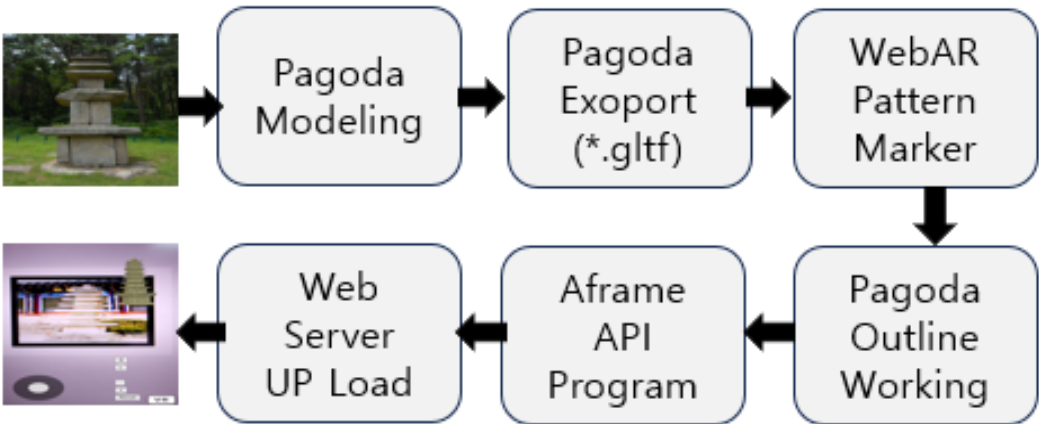 Pagoda
Modeling
Pagoda
Exoport
(*.gltf)
WebAR
Pattern
Marker
Pagoda
Outline
Working
Aframe
API
Program
Web
Server
UP Load